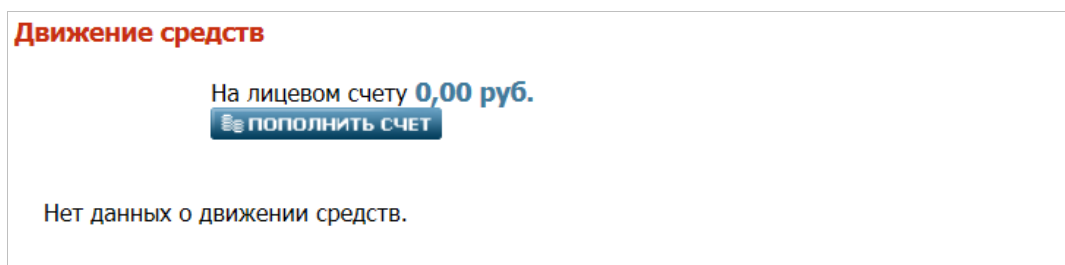 Движение средств
На лицевом счету 0,00 руб.
ПОПОЛНИТЬ СЧЕТ
Нет данных о движении средств.